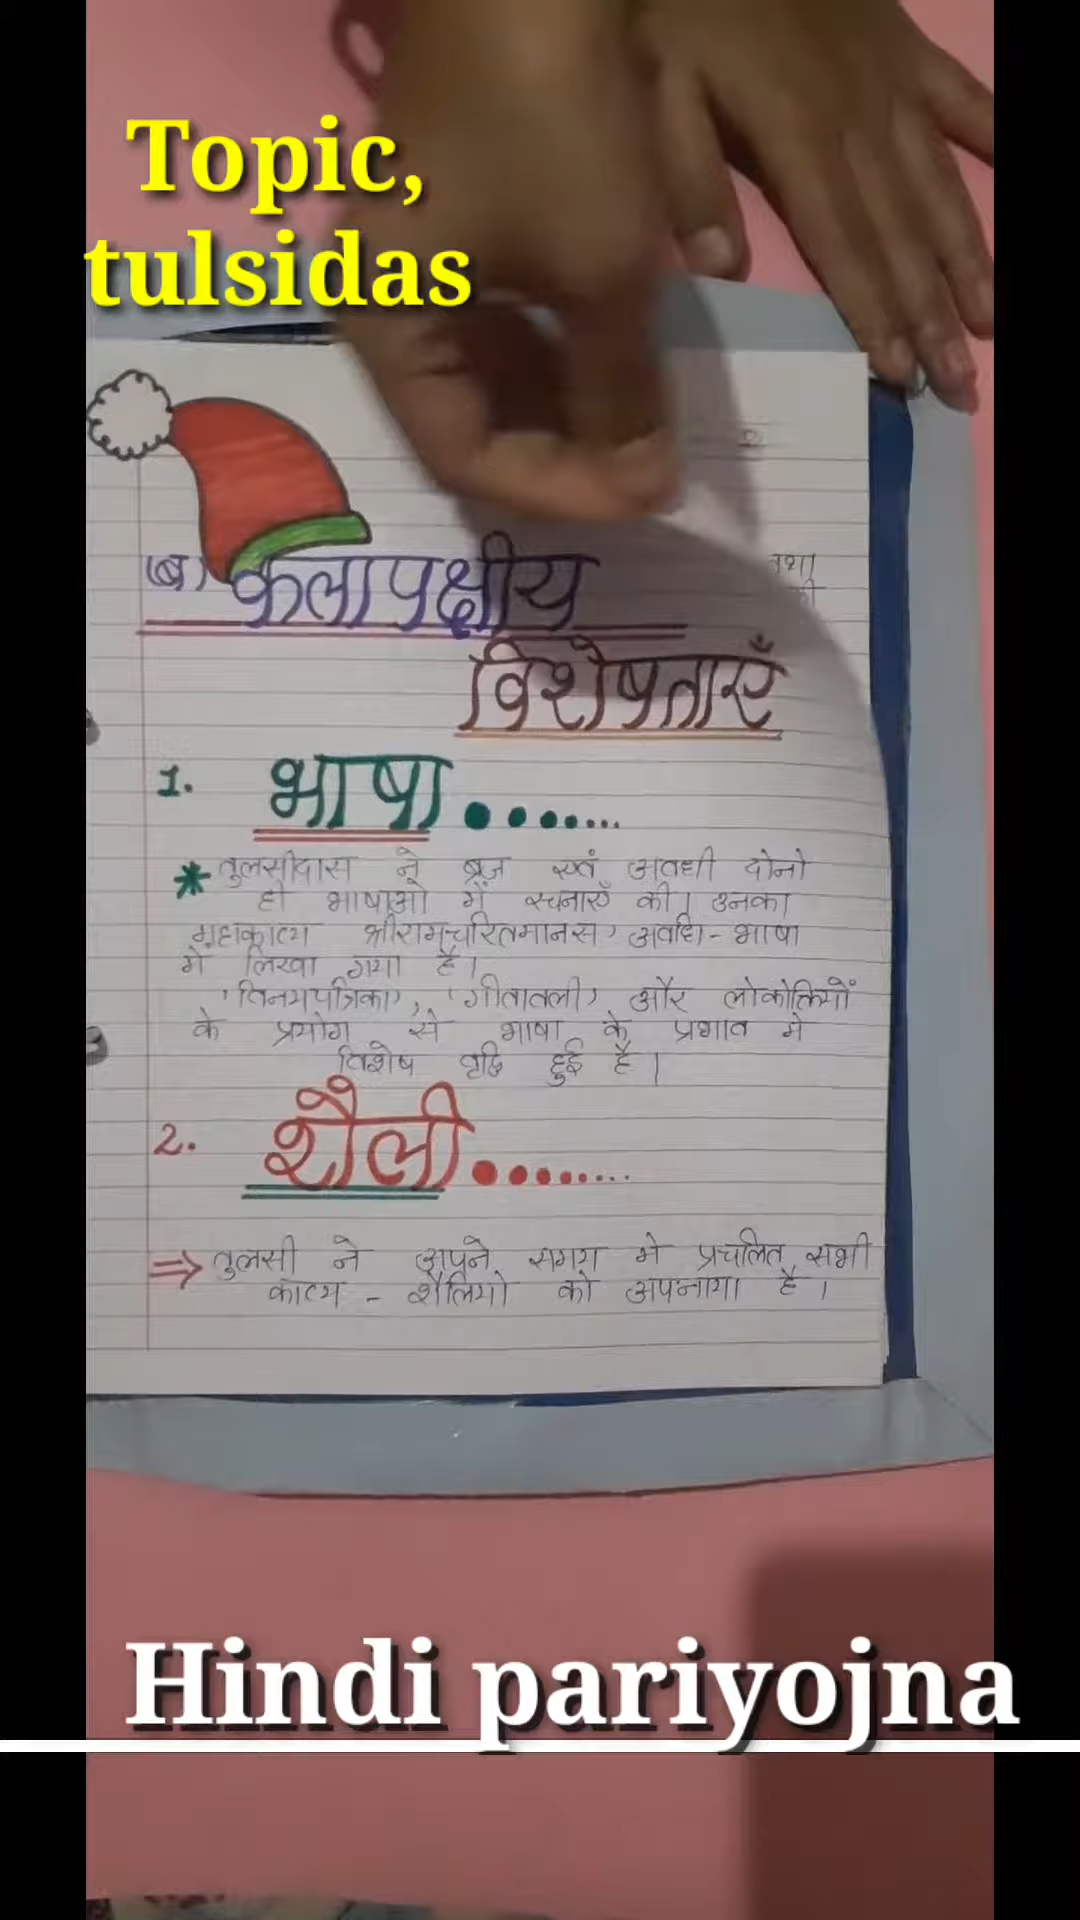 Topic,
tulsidas
(ब) कलापक्षीय
विशेषताएँ
1. भाषा.......
* तुलसीदास ने ब्रज एवं अवधी दोनो
ही भाषाओ में रचनाएँ की। उनका
महाकाव्य श्रीरामचरितमानस, अवधि - भाषा
में लिखा गया है।
'विनयपत्रिका', 'गीतावली' और लोकोक्तियों
के प्रयोग से भाषा के प्रभाव मे
विशेष वृद्धि हुई है।
2. शैली........
⇒ तुलसी ने अपने समय मे प्रचलित सभी
काव्य - शैलियो को अपनाया है।
Hindi pariyojna